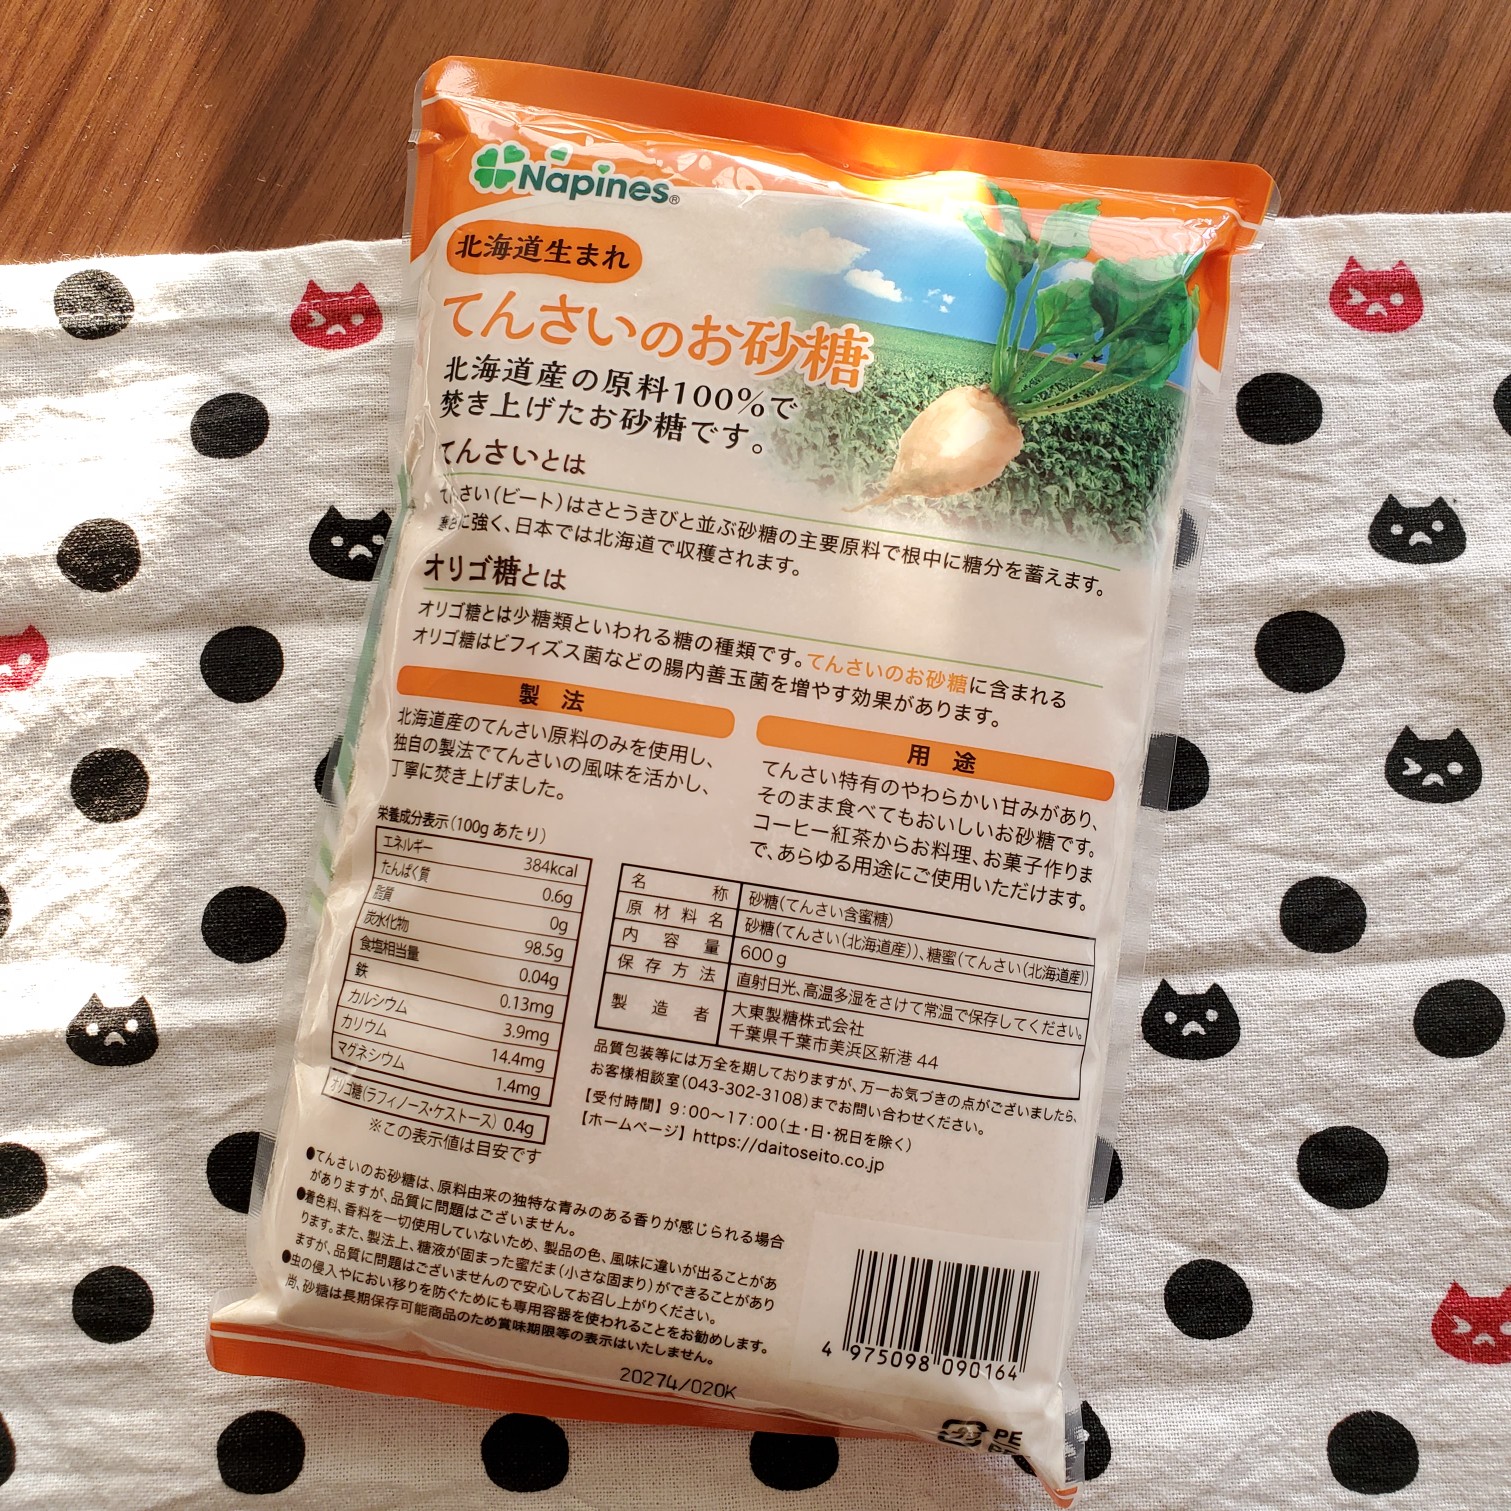 Napines®
北海道生まれ
てんさいのお砂糖
北海道産の原料100%で
焚き上げたお砂糖です。
てんさいとは
てんさい(ビート)はさとうきびと並ぶ砂糖の主要原料で根中に糖分を蓄えます。
寒さに強く、日本では北海道で収穫されます。
オリゴ糖とは
オリゴ糖とは少糖類といわれる糖の種類です。てんさいのお砂糖に含まれる
オリゴ糖はビフィズス菌などの腸内善玉菌を増やす効果があります。
製法
北海道産のてんさい原料のみを使用し、
独自の製法でてんさいの風味を活かし、
丁寧に焚き上げました。
用途
てんさい特有のやわらかい甘みがあり、
そのまま食べてもおいしいお砂糖です。
コーヒー紅茶からお料理、お菓子作りま
で、あらゆる用途にご使用いただけます。
栄養成分表示(100gあたり)
エネルギー 384kcal
たんぱく質 0.6g
脂質 0g
炭水化物 98.5g
食塩相当量 0.04g
鉄 0.13mg
カルシウム 3.9mg
カリウム 14.4mg
マグネシウム 1.4mg
オリゴ糖(ラフィノース・ケストース) 0.4g
※この表示値は目安です
名称 砂糖(てんさい含蜜糖)
原材料名 砂糖(てんさい(北海道産))、糖蜜(てんさい(北海道産))
内容量 600g
保存方法 直射日光、高温多湿をさけて常温で保存してください。
製造者 大東製糖株式会社
千葉県千葉市美浜区新港44
品質包装等には万全を期しておりますが、万一お気づきの点がございましたら、
お客様相談室(043-302-3108)までお問い合わせください。
【受付時間】9:00～17:00(土・日・祝日を除く)
【ホームページ】https://daitoseito.co.jp
●てんさいのお砂糖は、原料由来の独特な青みのある香りが感じられる場合
がありますが、品質に問題はございません。
●着色料、香料を一切使用していないため、製品の色、風味に違いが出ることがあ
ります。また、製法上、糖液が固まった蜜だま(小さな固まり)ができることがあり
ますが、品質に問題はございませんので安心してお召し上がりください。
●虫の侵入やにおい移りを防ぐためにも専用容器を使われることをお勧めします。
尚、砂糖は長期保存可能商品のため賞味期限等の表示はいたしません。
4 975098 090164
20274/020K
プラ PE